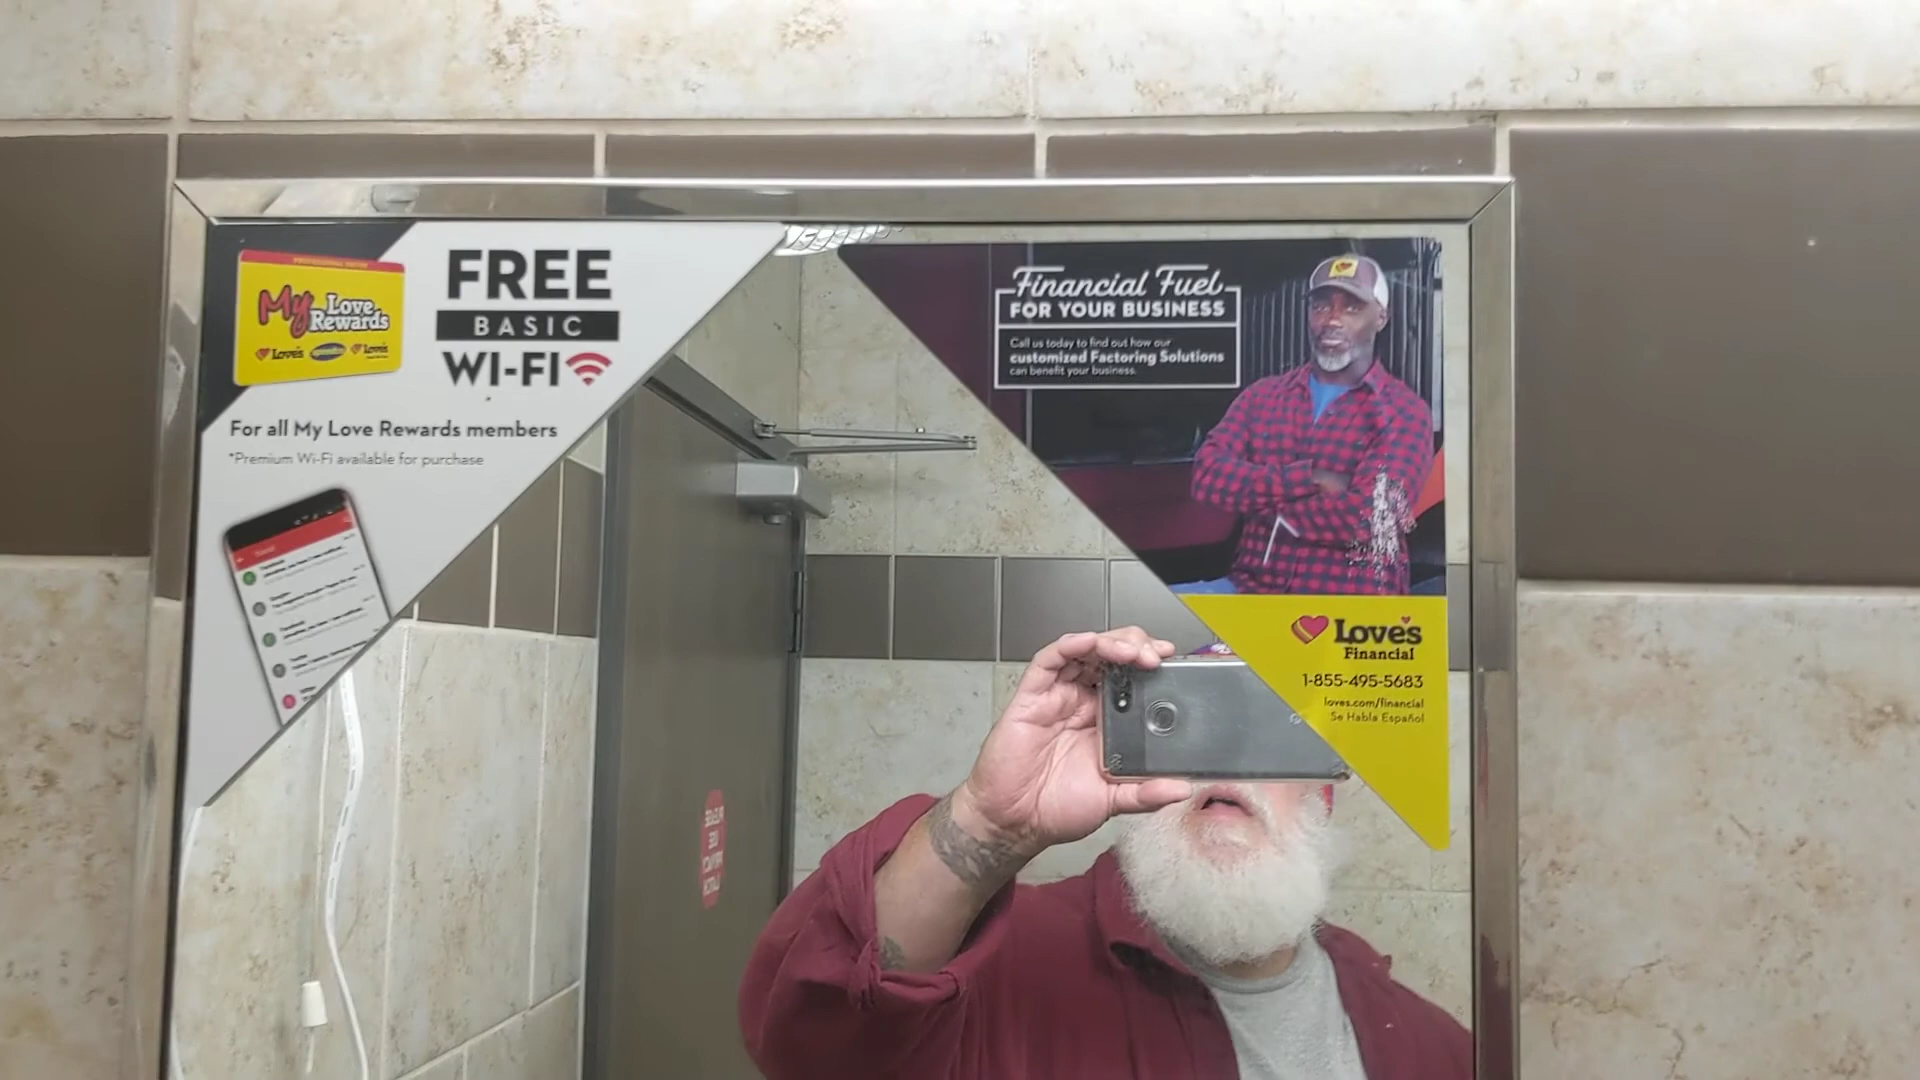 My Love
Rewards
Love's
Speedco
Love's
FREE
BASIC
WI-FI
For all My Love Rewards members
*Premium Wi-Fi available for purchase
Financial Fuel
FOR YOUR BUSINESS
Call us today to find out how our
customized Factoring Solutions
can benefit your business.
Love's
Financial
1-855-495-5683
loves.com/financial
Se Habla Español